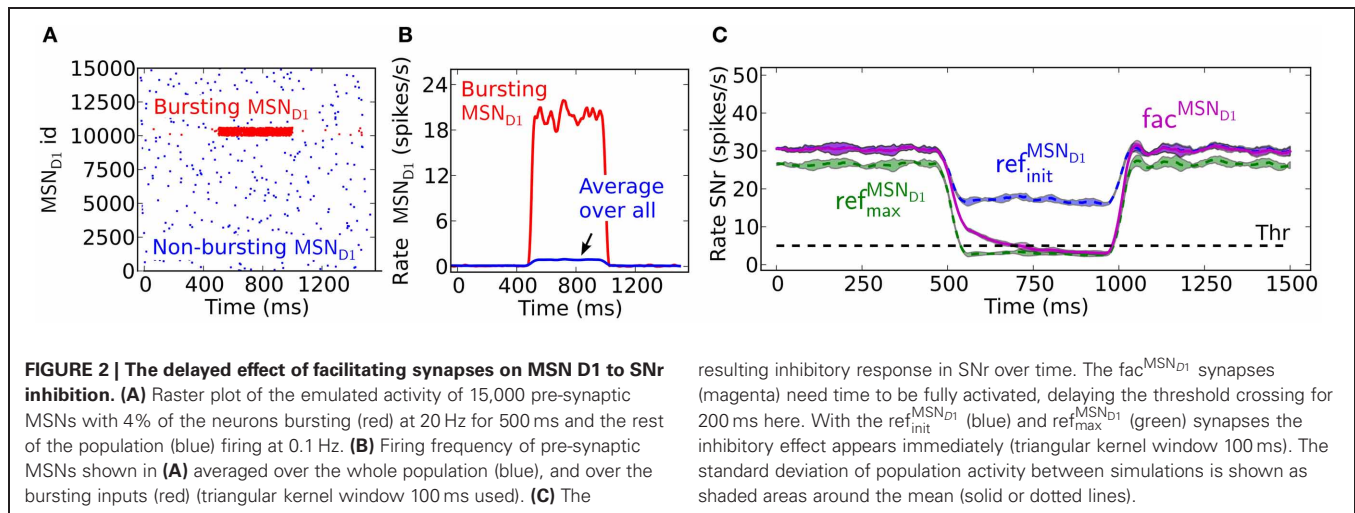 A
15000
12500
10000
7500
5000
2500
0
MSN_D1 id
Bursting MSN_D1
Non-bursting MSN_D1
0 400 800 1200
Time (ms)
B
24
18
12
6
0
Rate MSN_D1 (spikes/s)
Bursting
MSN_D1
Average
over all
0 400 800 1200
Time (ms)
C
50
40
30
20
10
0
Rate SNr (spikes/s)
fac^MSN_D1
ref_init^MSN_D1
ref_max^MSN_D1
Thr
0 250 500 750 1000 1250 1500
Time (ms)
FIGURE 2 | The delayed effect of facilitating synapses on MSN D1 to SNr
inhibition. (A) Raster plot of the emulated activity of 15,000 pre-synaptic
MSNs with 4% of the neurons bursting (red) at 20 Hz for 500 ms and the rest
of the population (blue) firing at 0.1 Hz. (B) Firing frequency of pre-synaptic
MSNs shown in (A) averaged over the whole population (blue), and over the
bursting inputs (red) (triangular kernel window 100 ms used). (C) The
resulting inhibitory response in SNr over time. The fac^MSN_D1 synapses
(magenta) need time to be fully activated, delaying the threshold crossing for
200 ms here. With the ref_init^MSN_D1 (blue) and ref_max^MSN_D1 (green) synapses the
inhibitory effect appears immediately (triangular kernel window 100 ms). The
standard deviation of population activity between simulations is shown as
shaded areas around the mean (solid or dotted lines).